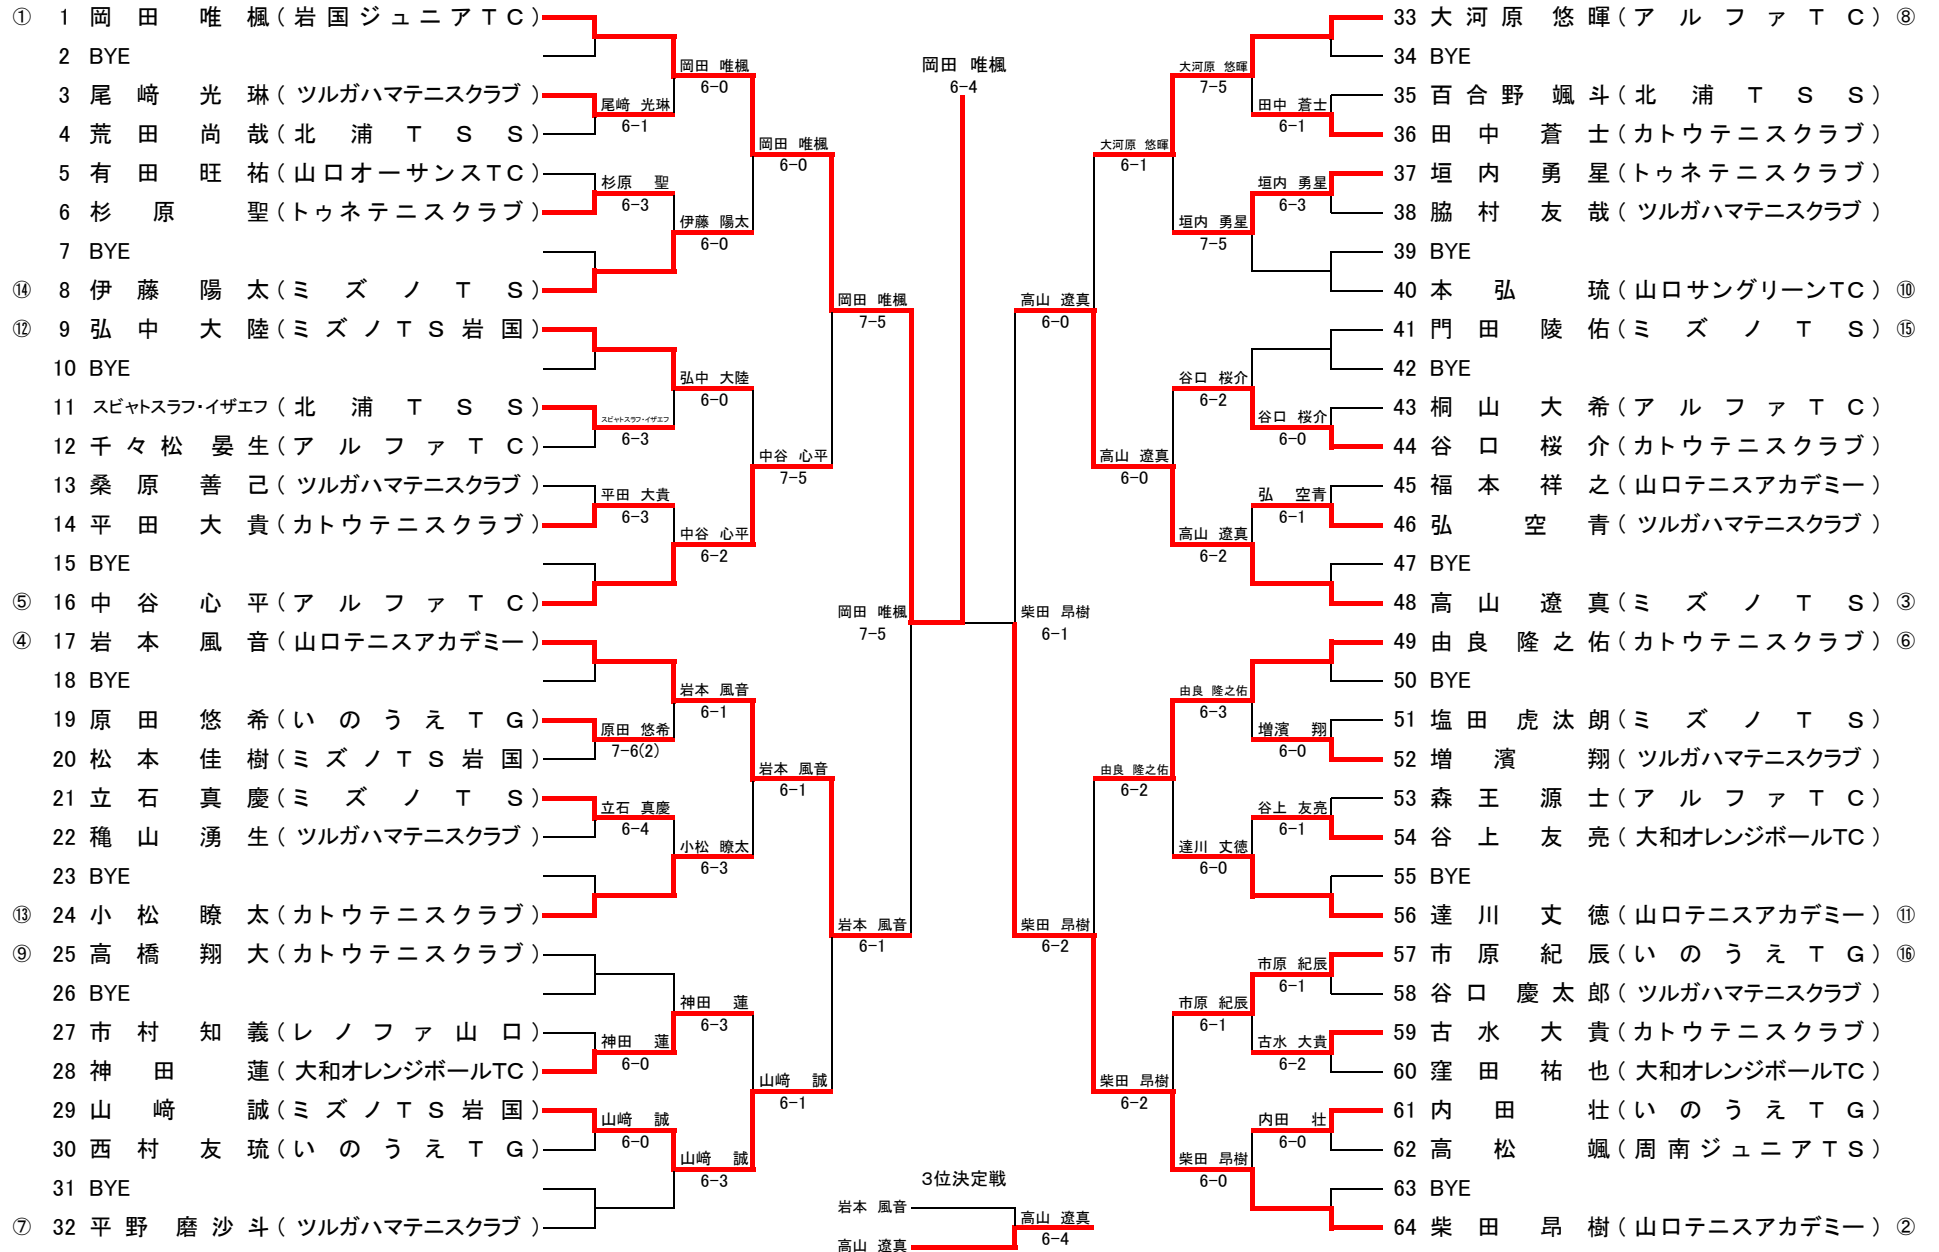 ① 1 岡田 唯楓(岩国ジュニアTC)
2 BYE
3 尾﨑 光琳(ツルガハマテニスクラブ)
4 荒田 尚哉(北浦TSS)
5 有田 旺祐(山口オーサンスTC)
6 杉原 聖(トゥネテニスクラブ)
7 BYE
⑭ 8 伊藤 陽太(ミズノTS)
⑫ 9 弘中 大陸(ミズノTS岩国)
10 BYE
11 スビャトスラフ・イザエフ(北浦TSS)
12 千々松 晏生(アルファTC)
13 桑原 善己(ツルガハマテニスクラブ)
14 平田 大貴(カトウテニスクラブ)
15 BYE
⑤ 16 中谷 心平(アルファTC)
④ 17 岩本 風音(山口テニスアカデミー)
18 BYE
19 原田 悠希(いのうえTG)
20 松本 佳樹(ミズノTS岩国)
21 立石 真慶(ミズノTS)
22 穐山 湧生(ツルガハマテニスクラブ)
23 BYE
⑬ 24 小松 瞭太(カトウテニスクラブ)
⑨ 25 高橋 翔大(カトウテニスクラブ)
26 BYE
27 市村 知義(レノファ山口)
28 神田 蓮(大和オレンジボールTC)
29 山﨑 誠(ミズノTS岩国)
30 西村 友琉(いのうえTG)
31 BYE
⑦ 32 平野 磨沙斗(ツルガハマテニスクラブ)
尾﨑 光琳
6-1
杉原 聖
6-3
スビャトスラフ・イザエフ
6-3
平田 大貴
6-3
原田 悠希
7-6(2)
立石 真慶
6-4
神田 蓮
6-0
山﨑 誠
6-0
岡田 唯楓
6-0
伊藤 陽太
6-0
弘中 大陸
6-0
中谷 心平
6-2
岩本 風音
6-1
小松 瞭太
6-3
神田 蓮
6-3
山﨑 誠
6-3
岡田 唯楓
6-0
中谷 心平
7-5
岩本 風音
6-1
山﨑 誠
6-1
岡田 唯楓
7-5
岩本 風音
6-1
岡田 唯楓
7-5
岡田 唯楓
6-4
柴田 昂樹
6-1
高山 遼真
6-0
柴田 昂樹
6-2
大河原 悠暉
6-1
高山 遼真
6-0
由良 隆之佑
6-2
柴田 昂樹
6-2
大河原 悠暉
7-5
垣内 勇星
7-5
谷口 桜介
6-2
高山 遼真
6-2
由良 隆之佑
6-3
達川 丈徳
6-0
市原 紀辰
6-1
柴田 昂樹
6-0
田中 蒼士
6-1
垣内 勇星
6-3
谷口 桜介
6-0
弘 空青
6-1
増濱 翔
6-0
谷上 友亮
6-1
市原 紀辰
6-1
古水 大貴
6-2
内田 壮
6-0
33 大河原 悠暉(アルファTC) ⑧
34 BYE
35 百合野 颯斗(北浦TSS)
36 田中 蒼士(カトウテニスクラブ)
37 垣内 勇星(トゥネテニスクラブ)
38 脇村 友哉(ツルガハマテニスクラブ)
39 BYE
40 本弘 琉(山口サングリーンTC) ⑩
41 門田 陵佑(ミズノTS) ⑮
42 BYE
43 桐山 大希(アルファTC)
44 谷口 桜介(カトウテニスクラブ)
45 福本 祥之(山口テニスアカデミー)
46 弘 空青(ツルガハマテニスクラブ)
47 BYE
48 高山 遼真(ミズノTS) ③
49 由良 隆之佑(カトウテニスクラブ) ⑥
50 BYE
51 塩田 虎汰朗(ミズノTS)
52 増濱 翔(ツルガハマテニスクラブ)
53 森王 源士(アルファTC)
54 谷上 友亮(大和オレンジボールTC)
55 BYE
56 達川 丈徳(山口テニスアカデミー) ⑪
57 市原 紀辰(いのうえTG) ⑯
58 谷口 慶太郎(ツルガハマテニスクラブ)
59 古水 大貴(カトウテニスクラブ)
60 窪田 祐也(大和オレンジボールTC)
61 内田 壮(いのうえTG)
62 高松 颯(周南ジュニアTS)
63 BYE
64 柴田 昂樹(山口テニスアカデミー) ②
3位決定戦
岩本 風音
高山 遼真
高山 遼真
6-4